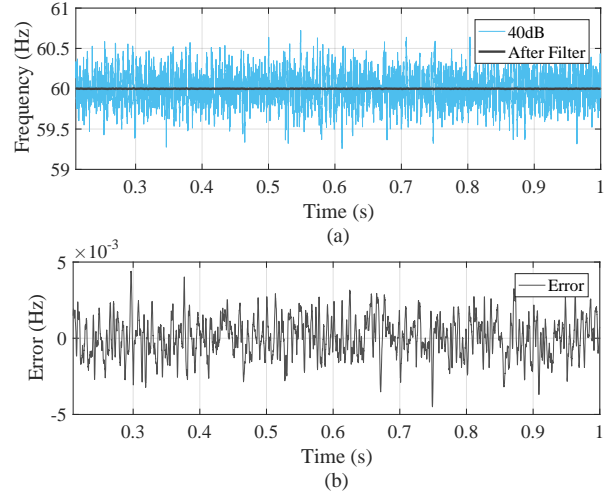 61
60.5
60
59.5
59
Frequency (Hz)
40dB
After Filter
0.3 0.4 0.5 0.6 0.7 0.8 0.9 1
Time (s)
(a)
×10⁻³
5
0
-5
Error (Hz)
Error
0.3 0.4 0.5 0.6 0.7 0.8 0.9 1
Time (s)
(b)